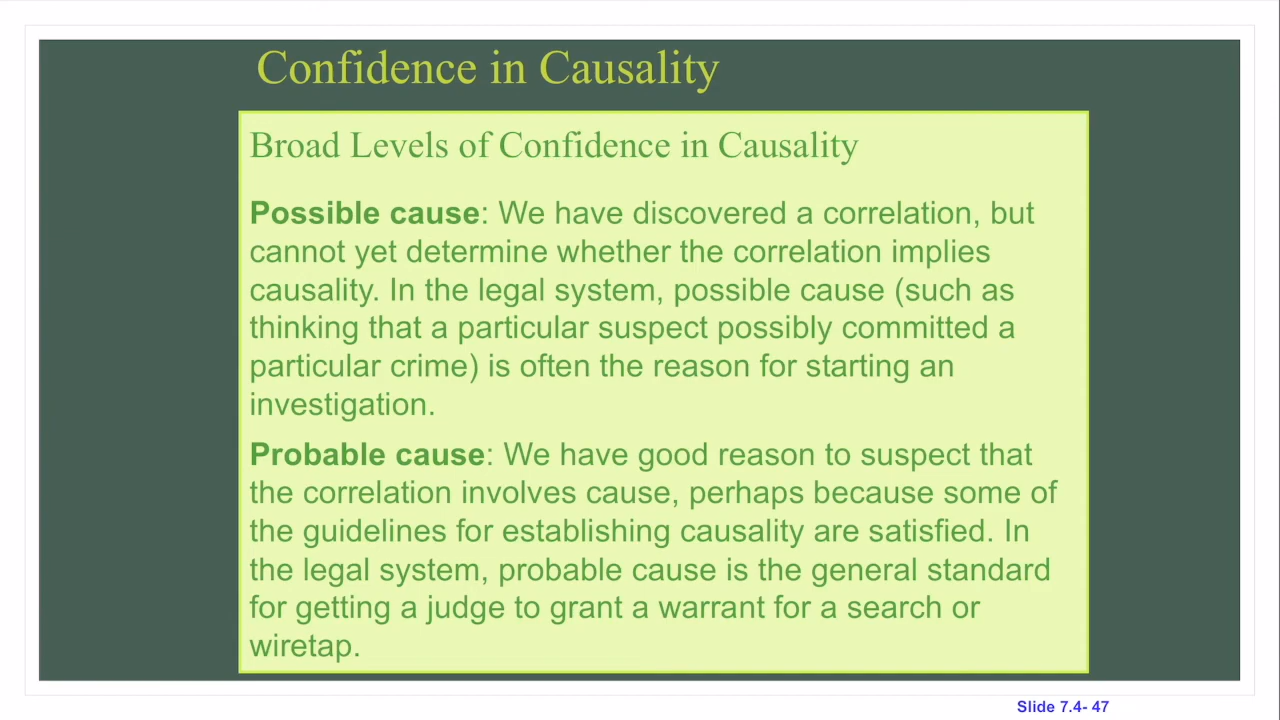 Confidence in Causality
Broad Levels of Confidence in Causality
Possible cause: We have discovered a correlation, but
cannot yet determine whether the correlation implies
causality. In the legal system, possible cause (such as
thinking that a particular suspect possibly committed a
particular crime) is often the reason for starting an
investigation.
Probable cause: We have good reason to suspect that
the correlation involves cause, perhaps because some of
the guidelines for establishing causality are satisfied. In
the legal system, probable cause is the general standard
for getting a judge to grant a warrant for a search or
wiretap.
Slide 7.4- 47